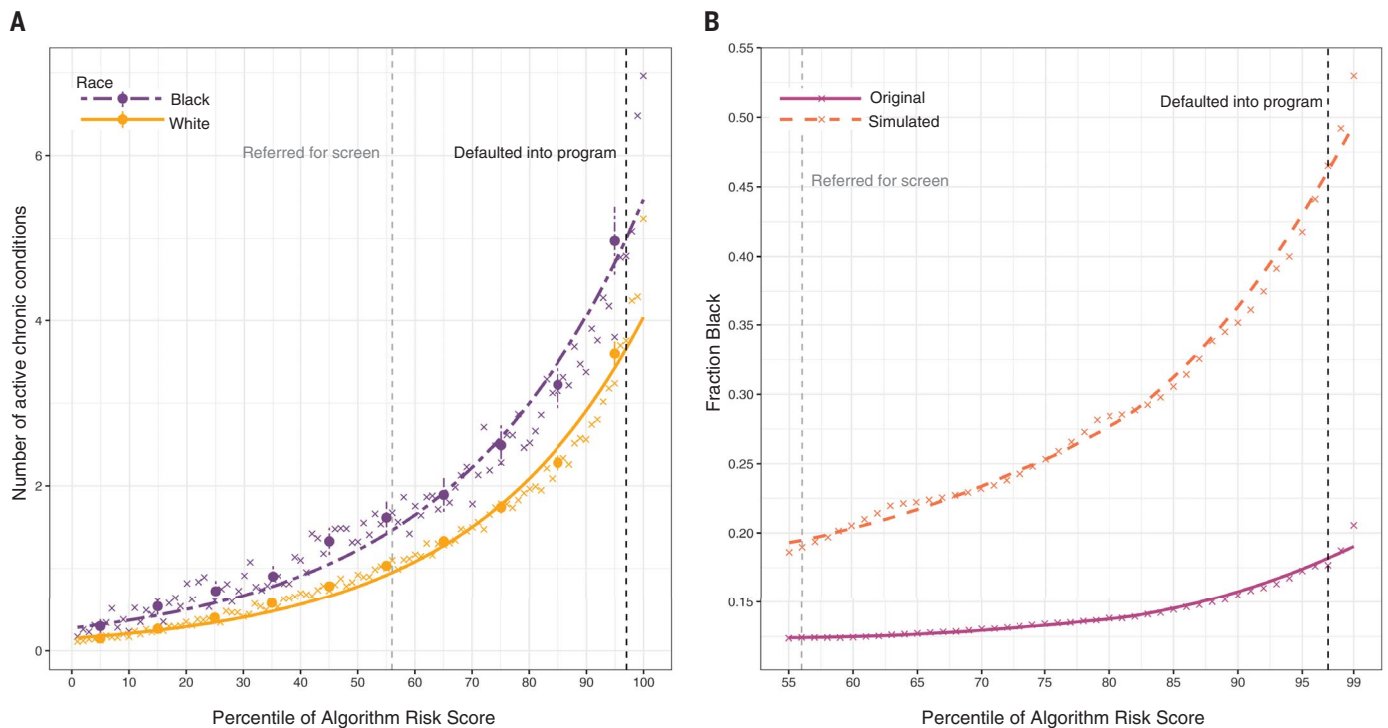 A
Race
Black
White
Referred for screen
Defaulted into program
Number of active chronic conditions
6
4
2
0
0 10 20 30 40 50 60 70 80 90 100
Percentile of Algorithm Risk Score
B
Original
Simulated
Defaulted into program
Referred for screen
Fraction Black
0.55
0.50
0.45
0.40
0.35
0.30
0.25
0.20
0.15
55 60 65 70 75 80 85 90 95 99
Percentile of Algorithm Risk Score